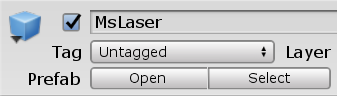 MsLaser
Tag Untagged Layer
Prefab Open Select